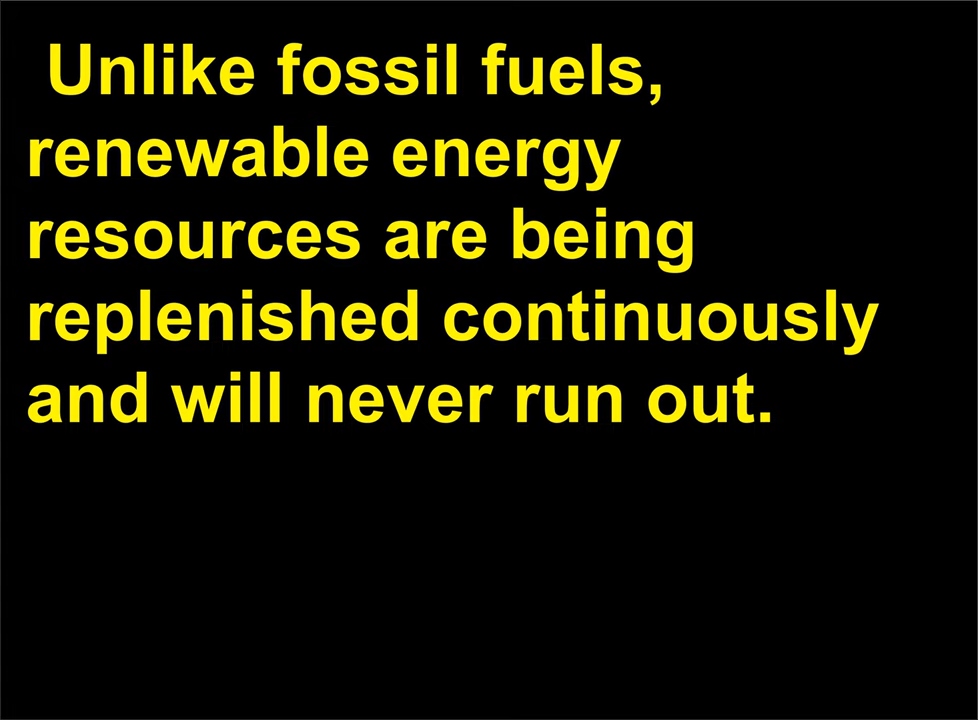 Unlike fossil fuels,
renewable energy
resources are being
replenished continuously
and will never run out.